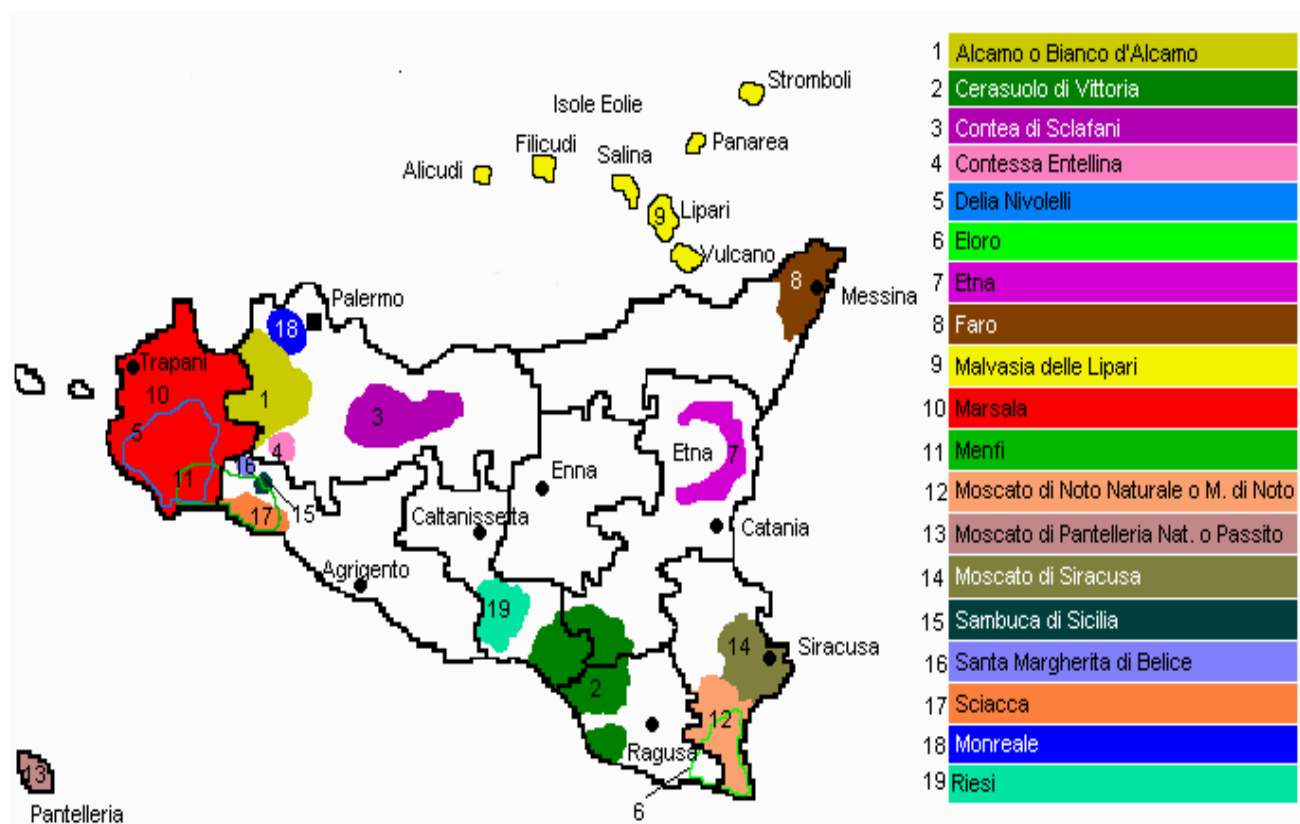 Stromboli
Isole Eolie
Filicudi
Panarea
Salina
Alicudi
9
Lipari
Vulcano
8
Messina
Palermo
18
Trapani
10
1
3
5
4
Etna
7
16
11
Enna
17
15
Caltanissetta
Catania
Agrigento
19
14
Siracusa
2
12
Ragusa
13
6
Pantelleria
1 Alcamo o Bianco d'Alcamo
2 Cerasuolo di Vittoria
3 Contea di Sclafani
4 Contessa Entellina
5 Delia Nivolelli
6 Eloro
7 Etna
8 Faro
9 Malvasia delle Lipari
10 Marsala
11 Menfi
12 Moscato di Noto Naturale o M. di Noto
13 Moscato di Pantelleria Nat. o Passito
14 Moscato di Siracusa
15 Sambuca di Sicilia
16 Santa Margherita di Belice
17 Sciacca
18 Monreale
19 Riesi